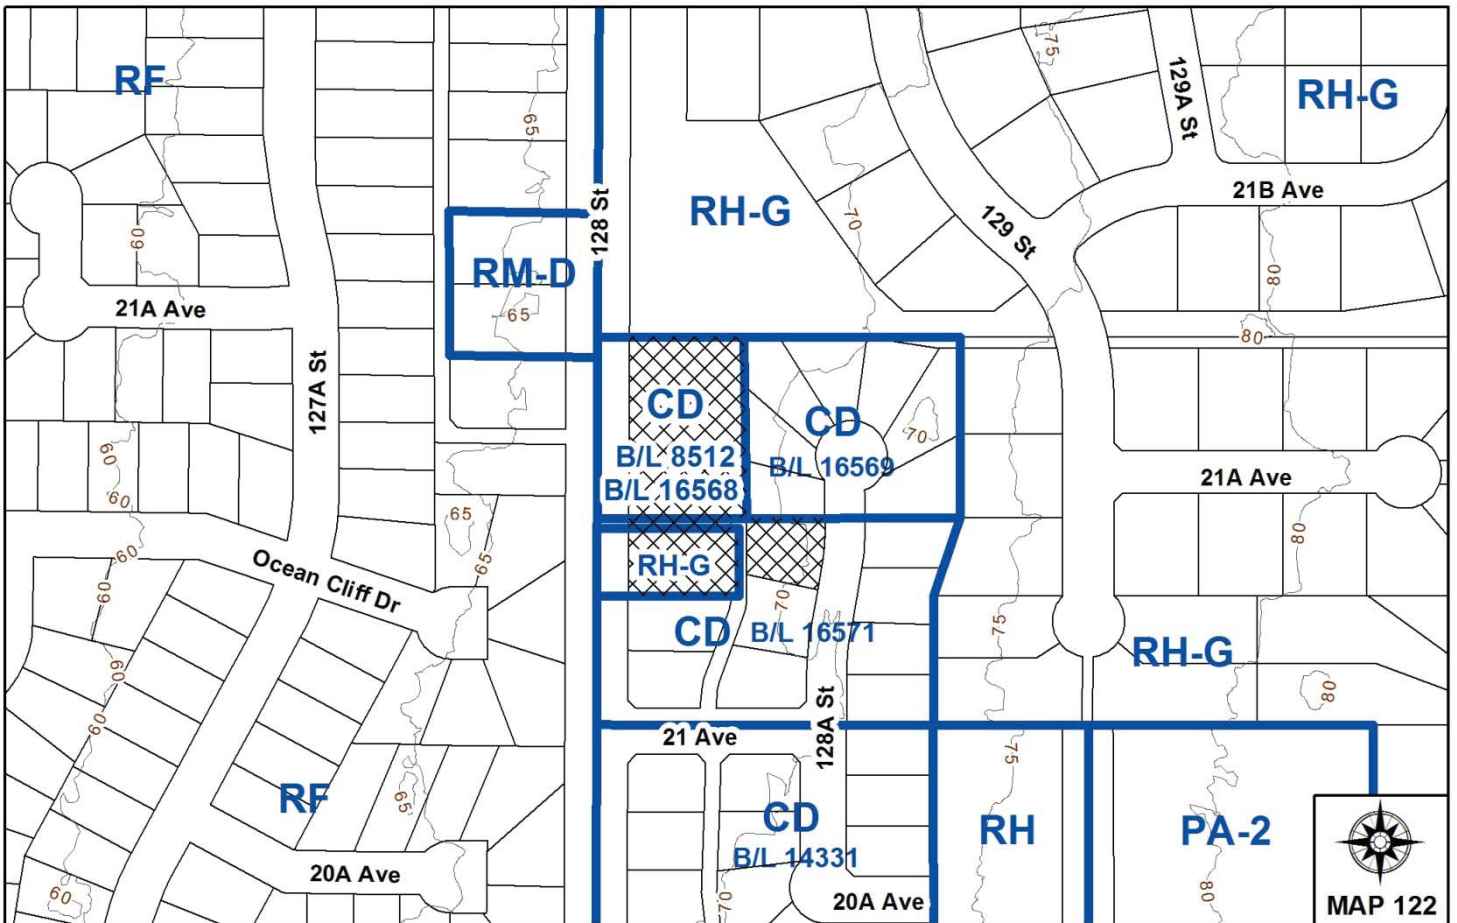 RF
RH-G
129A St
75
65
21B Ave
RH-G
70
128 St
129 St
60
RM-D
80
21A Ave
65
80
127A St
CD
CD
70
B/L 8512
B/L 16569
B/L 16568
21A Ave
60
60
65
80
60
Ocean Cliff Dr
65
RH-G
60
70
CD
B/L 16571
75
RH-G
60
80
60
128A St
21 Ave
75
RF
65
CD
RH
PA-2
B/L 14331
20A Ave
60
70
20A Ave
80
MAP 122